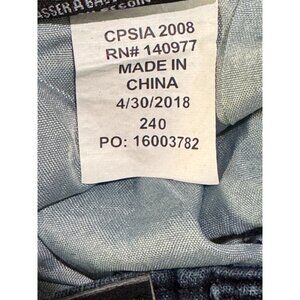 CPSIA 2008
RN# 140977
MADE IN
CHINA
4/30/2018
240
PO: 16003782